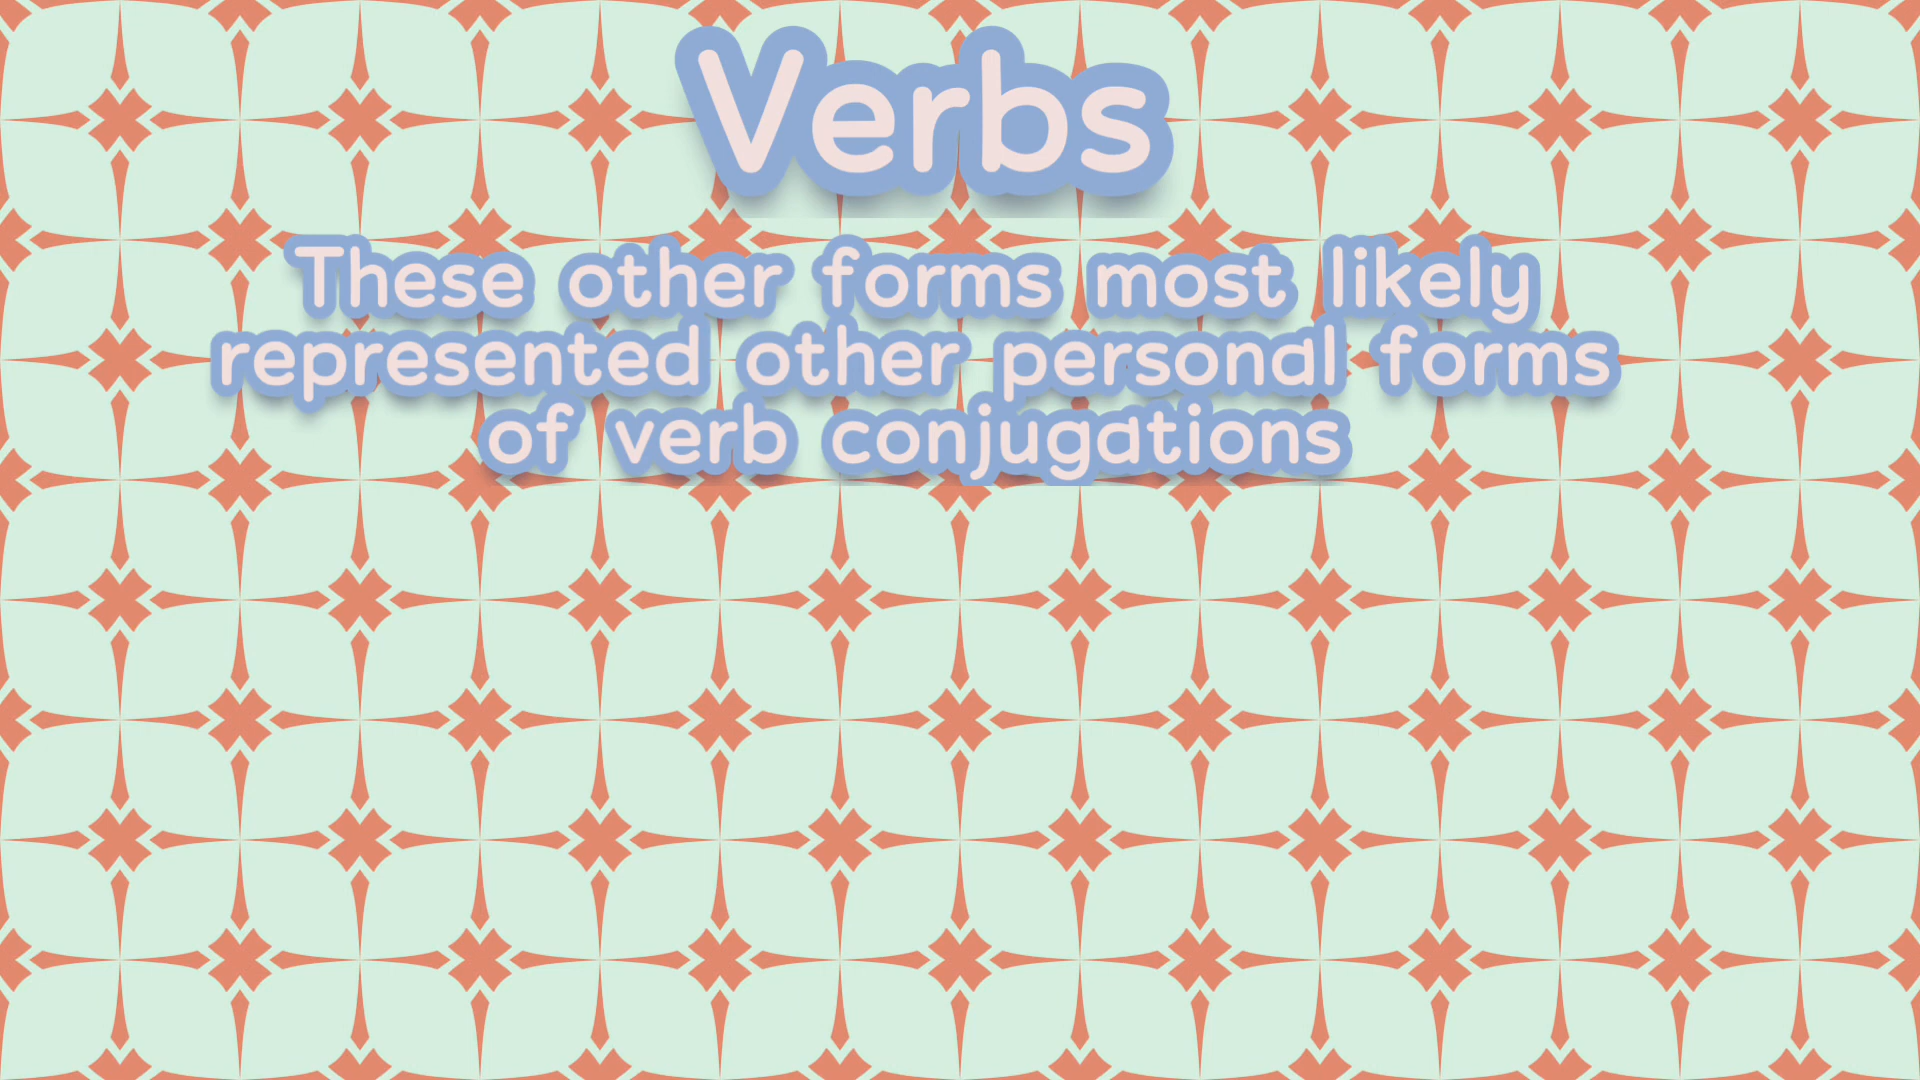 Verbs
These other forms most likely
represented other personal forms
of verb conjugations